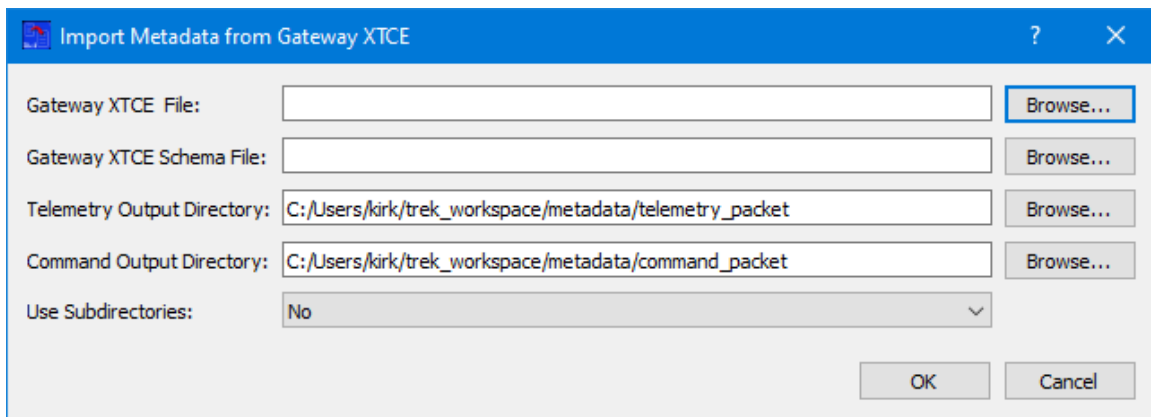 Import Metadata from Gateway XTCE ?
Gateway XTCE  File: Browse...
Gateway XTCE Schema File: Browse...
Telemetry Output Directory: C:/Users/kirk/trek_workspace/metadata/telemetry_packet Browse...
Command Output Directory: C:/Users/kirk/trek_workspace/metadata/command_packet Browse...
Use Subdirectories: No
OK Cancel